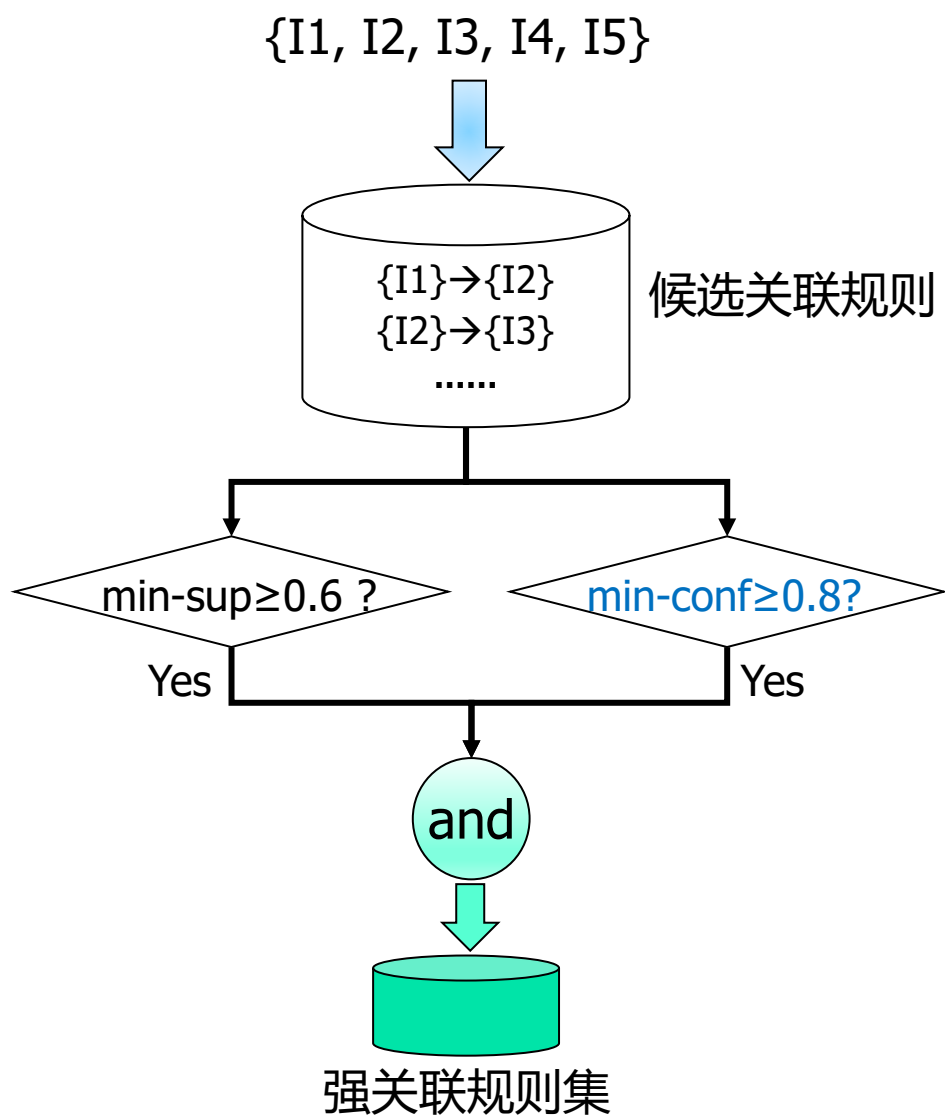 {I1, I2, I3, I4, I5}
{I1}→{I2}
{I2}→{I3}
......
候选关联规则
min-sup≥0.6 ?
min-conf≥0.8?
Yes
Yes
and
强关联规则集